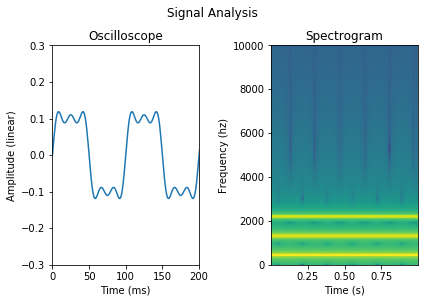 Signal Analysis
Oscilloscope
Amplitude (linear)
0.3
0.2
0.1
0.0
−0.1
−0.2
−0.3
0 50 100 150 200
Time (ms)
Spectrogram
Frequency (hz)
10000
8000
6000
4000
2000
0
0.25 0.50 0.75
Time (s)